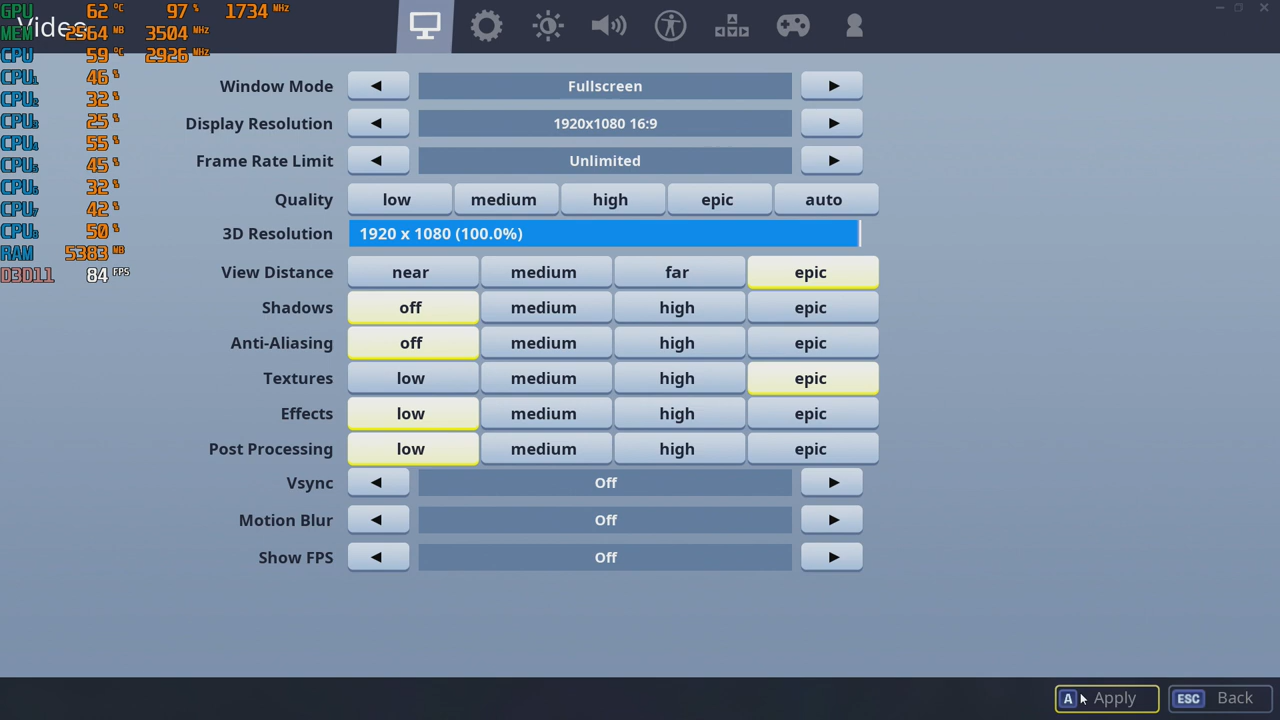 Video
GPU 62 °C 97 % 1734 MHz
MEM 2564 MB 3504 MHz
CPU 59 °C 2926 MHz
CPU1 46 %
CPU2 32 %
CPU3 25 %
CPU4 55 %
CPU5 45 %
CPU6 32 %
CPU7 42 %
CPU8 50 %
RAM 5383 MB
D3D11 84 FPS
Window Mode ◀ Fullscreen ▶
Display Resolution ◀ 1920x1080 16:9 ▶
Frame Rate Limit ◀ Unlimited ▶
Quality low medium high epic auto
3D Resolution 1920 x 1080 (100.0%)
View Distance near medium far epic
Shadows off medium high epic
Anti-Aliasing off medium high epic
Textures low medium high epic
Effects low medium high epic
Post Processing low medium high epic
Vsync ◀ Off ▶
Motion Blur ◀ Off ▶
Show FPS ◀ Off ▶
A Apply ESC Back